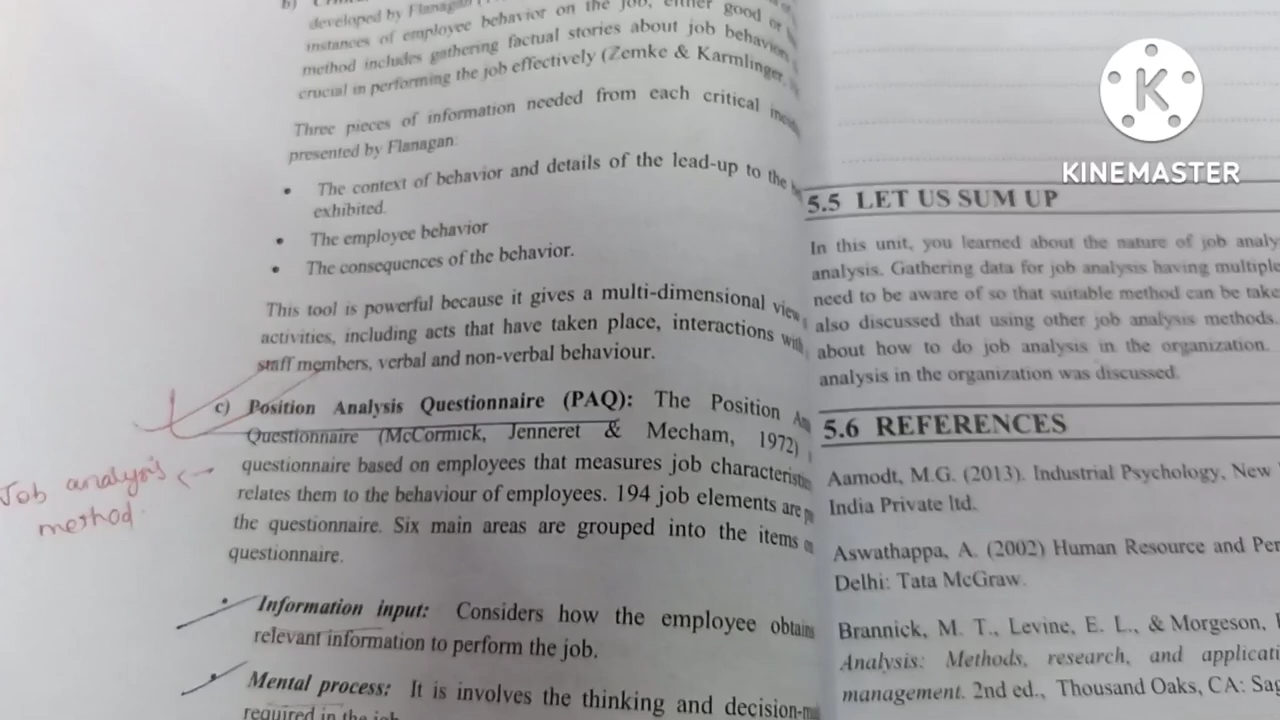 b)
developed by Flanagan
instances of employee behavior on the job, either good or
method includes gathering factual stories about job behaviors
crucial in performing the job effectively (Zemke & Karmlinger,
Three pieces of information needed from each critical
presented by Flanagan:
• The context of behavior and details of the lead-up to the
exhibited.
• The employee behavior
• The consequences of the behavior.
This tool is powerful because it gives a multi-dimensional view
activities, including acts that have taken place, interactions with
staff members, verbal and non-verbal behaviour.
c) Position Analysis Questionnaire (PAQ): The Position
Questionnaire (McCormick, Jenneret & Mecham, 1972)
questionnaire based on employees that measures job
relates them to the behaviour of employees. 194 job elements are
the questionnaire. Six main areas are grouped into the items
questionnaire.
• Information input: Considers how the employee obtains
relevant information to perform the job.
• Mental process: It is involves the thinking and
required in the job
Job analysis
method.
KINEMASTER
5.5 LET US SUM UP
In this unit, you learned about the nature of job
analysis. Gathering data for job analysis having multiple
need to be aware of so that suitable method can be
also discussed that using other job analysis methods.
about how to do job analysis in the organization.
analysis in the organization was discussed.
5.6 REFERENCES
Aamodt, M.G. (2013). Industrial Psychology, New
India Private ltd.
Aswathappa, A. (2002) Human Resource and
Delhi: Tata McGraw.
Brannick, M. T., Levine, E. L., & Morgeson,
Analysis: Methods, research, and
management. 2nd ed., Thousand Oaks, CA: